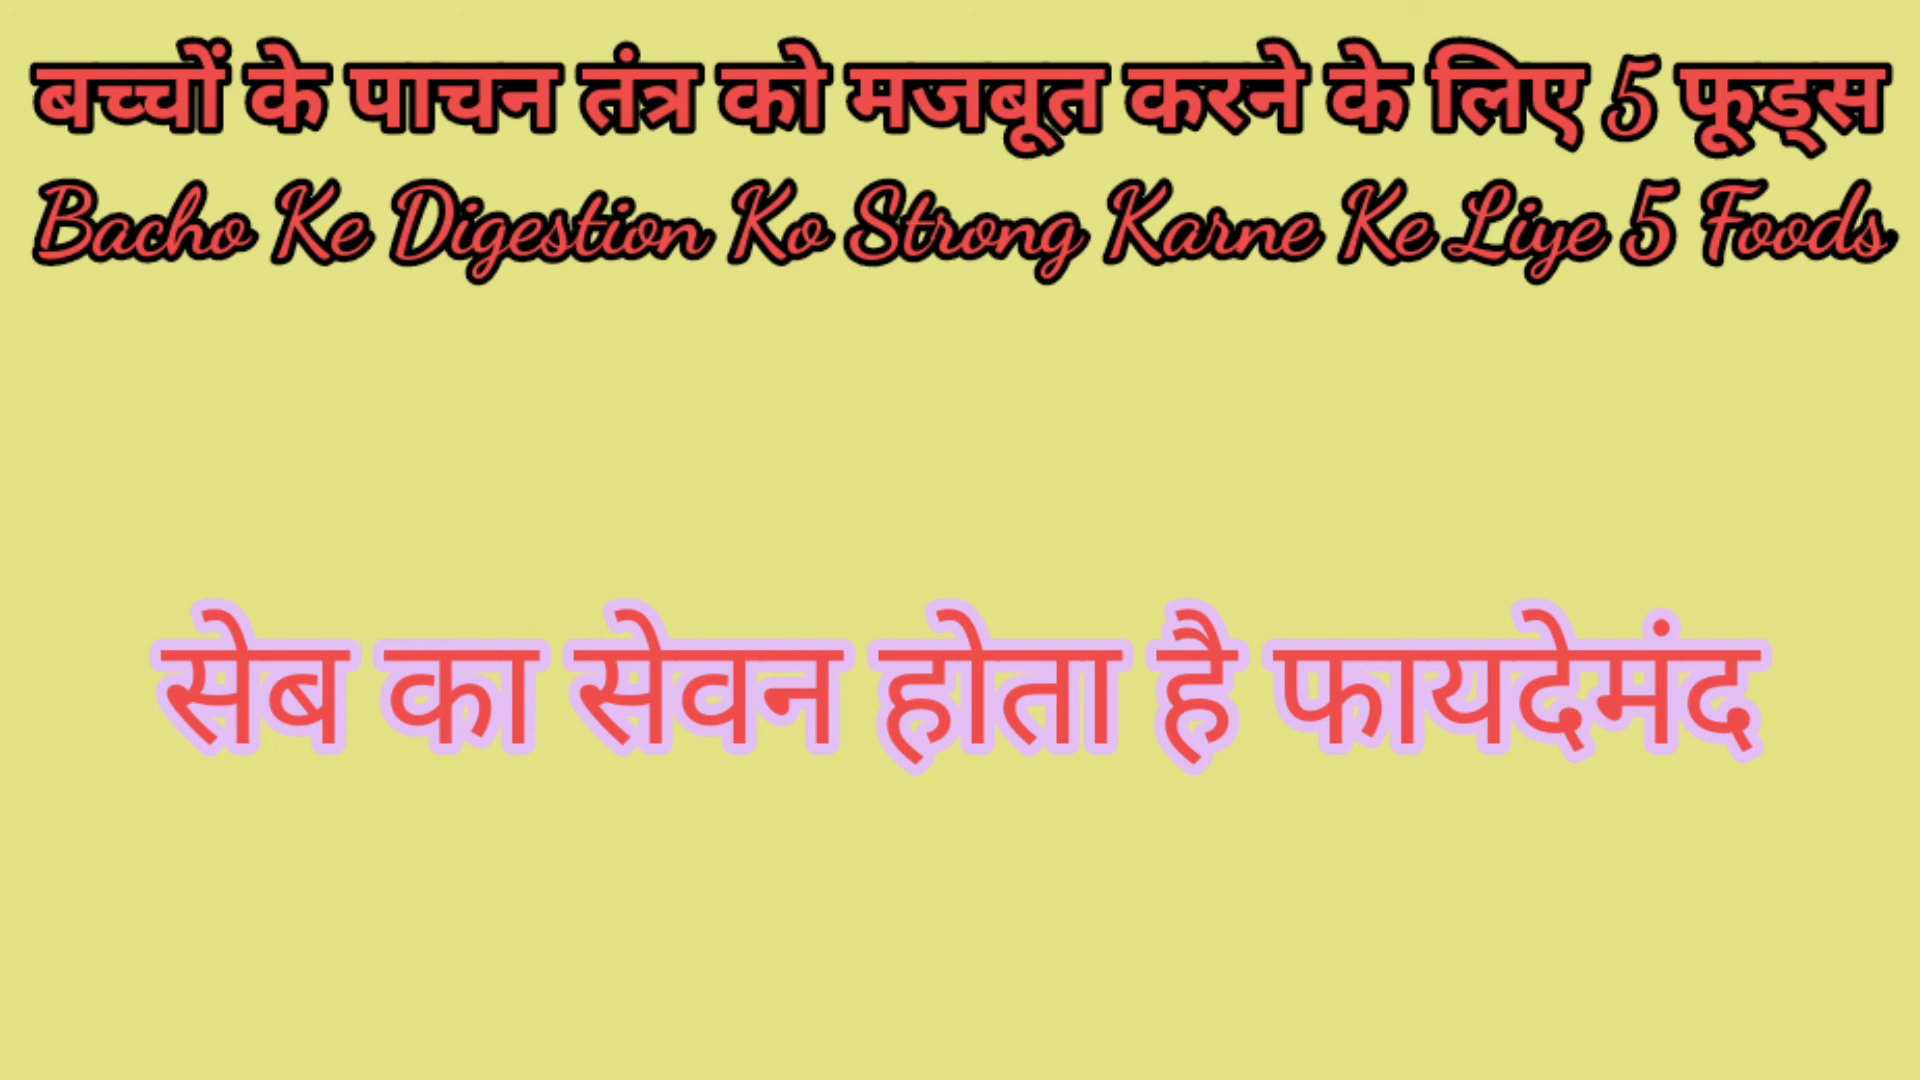 बच्चों के पाचन तंत्र को मजबूत करने के लिए 5 फूड्स
Bacho Ke Digestion Ko Strong Karne Ke Liye 5 Foods
सेब का सेवन होता है फायदेमंद